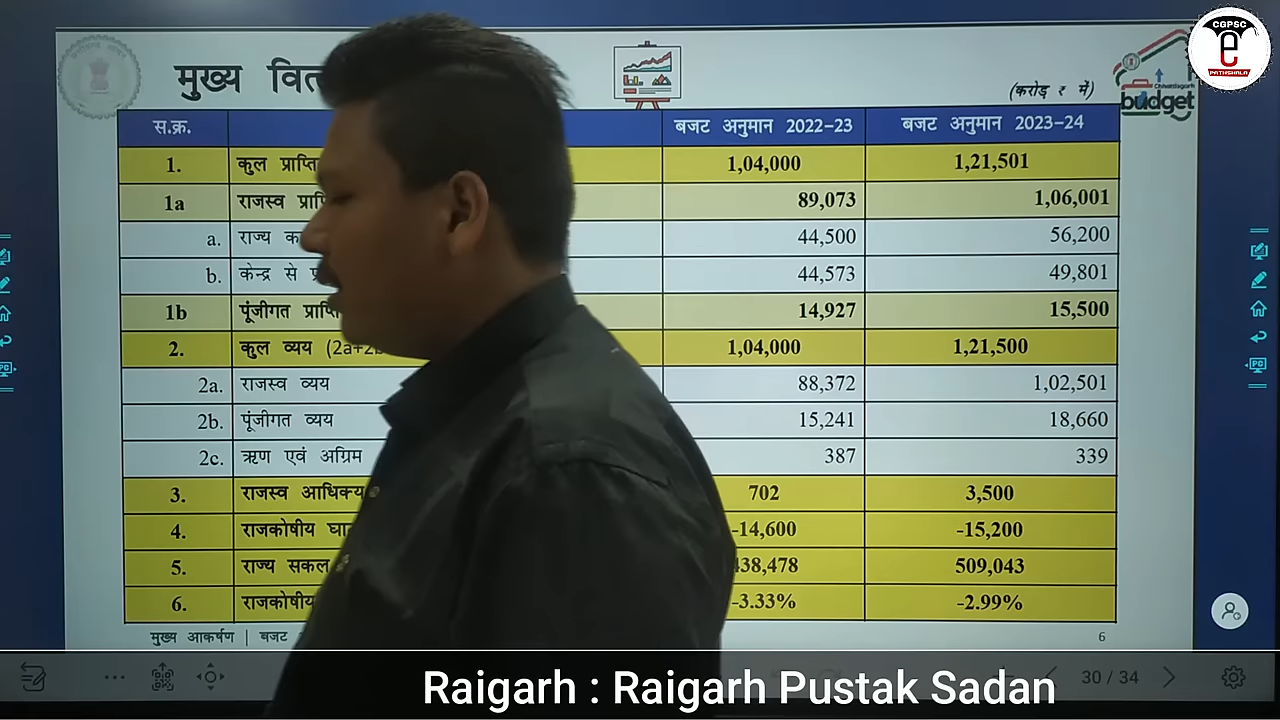 CGPSC
e
PATHSHALA
मुख्य
(करोड़ ₹ में)
Chhattisgarh
budget
स.क्र. बजट अनुमान 2022-23 बजट अनुमान 2023-24
1. कुल 1,04,000 1,21,501
1a राजस्व 89,073 1,06,001
a. राज्य 44,500 56,200
b. केन्द्र से 44,573 49,801
1b पूंजीगत 14,927 15,500
2. कुल व्यय 1,04,000 1,21,500
2a. राजस्व व्यय 88,372 1,02,501
2b. पूंजीगत व्यय 15,241 18,660
2c. ऋण एवं अग्रिम 387 339
3. राजस्व आधिक्य 702 3,500
4. राजकोषीय -14,600 -15,200
5. राज्य सकल 509,043
6. राजकोषीय -3.33% -2.99%
मुख्य आकर्षण | बजट 6
30 / 34
Raigarh : Raigarh Pustak Sadan